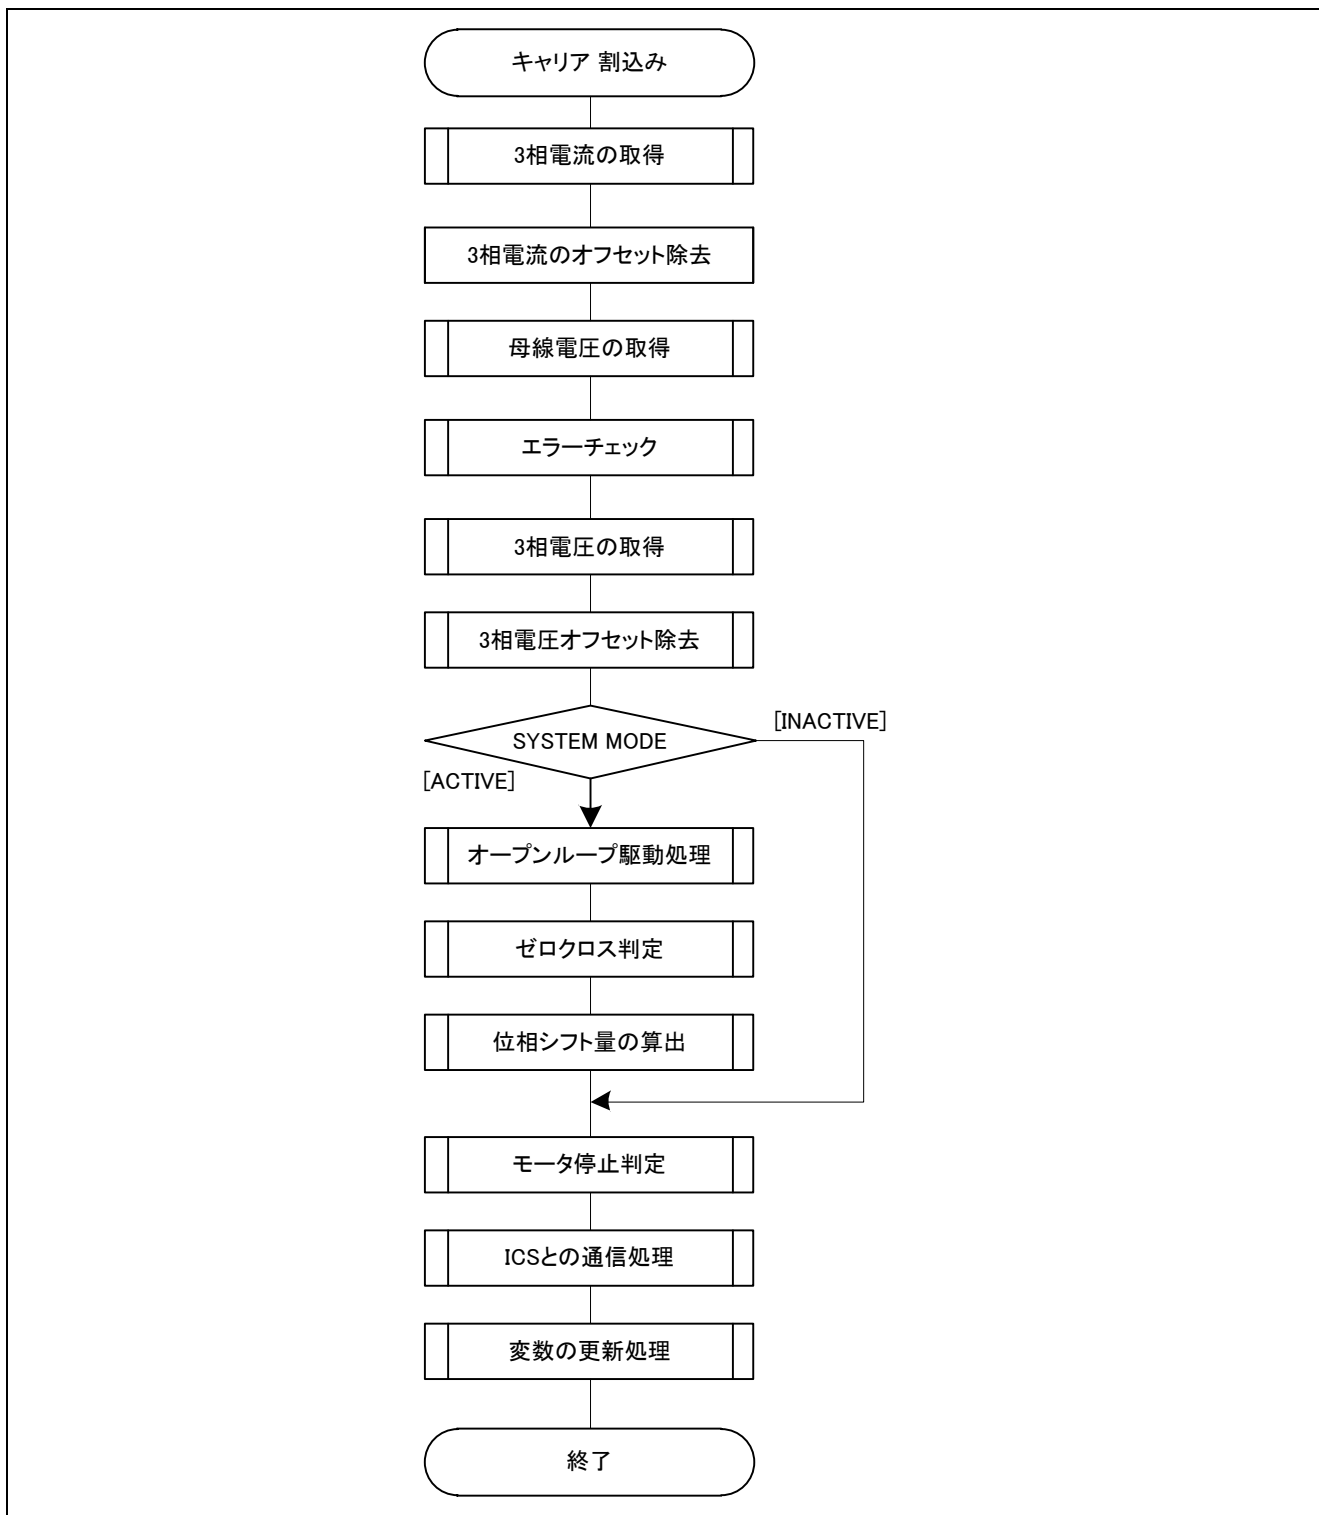 キャリア 割込み
3相電流の取得
3相電流のオフセット除去
母線電圧の取得
エラーチェック
3相電圧の取得
3相電圧オフセット除去
SYSTEM MODE
[INACTIVE]
[ACTIVE]
オープンループ駆動処理
ゼロクロス判定
位相シフト量の算出
モータ停止判定
ICSとの通信処理
変数の更新処理
終了